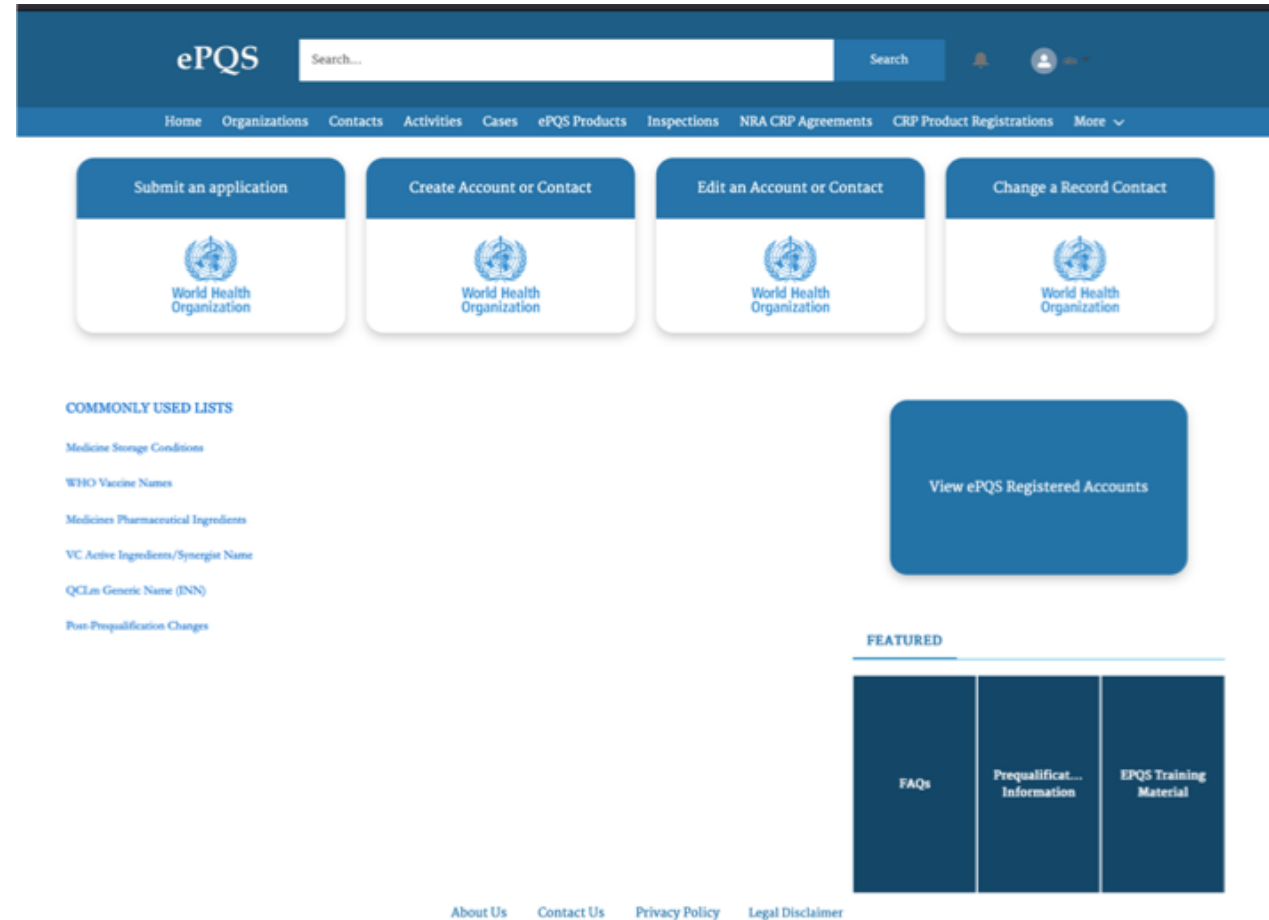 ePQS
Search...
Search
Home Organizations Contacts Activities Cases ePQS Products Inspections NRA CRP Agreements CRP Product Registrations More
Submit an application
Create Account or Contact
Edit an Account or Contact
Change a Record Contact
World Health
Organization
World Health
Organization
World Health
Organization
World Health
Organization
COMMONLY USED LISTS
Medicine Storage Conditions
WHO Vaccine Names
Medicines Pharmaceutical Ingredients
VC Active Ingredients/Synergist Name
QCLm Generic Name (INN)
Post-Prequalification Changes
View ePQS Registered Accounts
FEATURED
FAQs
Prequalificat...
Information
EPQS Training
Material
About Us Contact Us Privacy Policy Legal Disclaimer